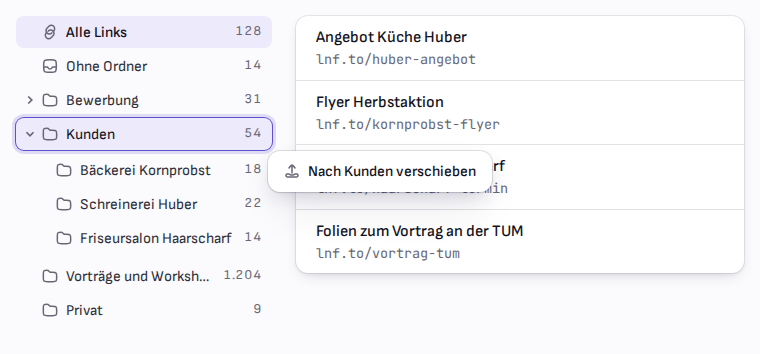 Alle Links 128
Ohne Ordner 14
Bewerbung 31
Kunden 54
Bäckerei Kornprobst 18
Schreinerei Huber 22
Friseursalon Haarscharf 14
Vorträge und Worksh... 1.204
Privat 9
Angebot Küche Huber
lnf.to/huber-angebot
Flyer Herbstaktion
lnf.to/kornprobst-flyer
Nach Kunden verschieben
Folien zum Vortrag an der TUM
lnf.to/vortrag-tum